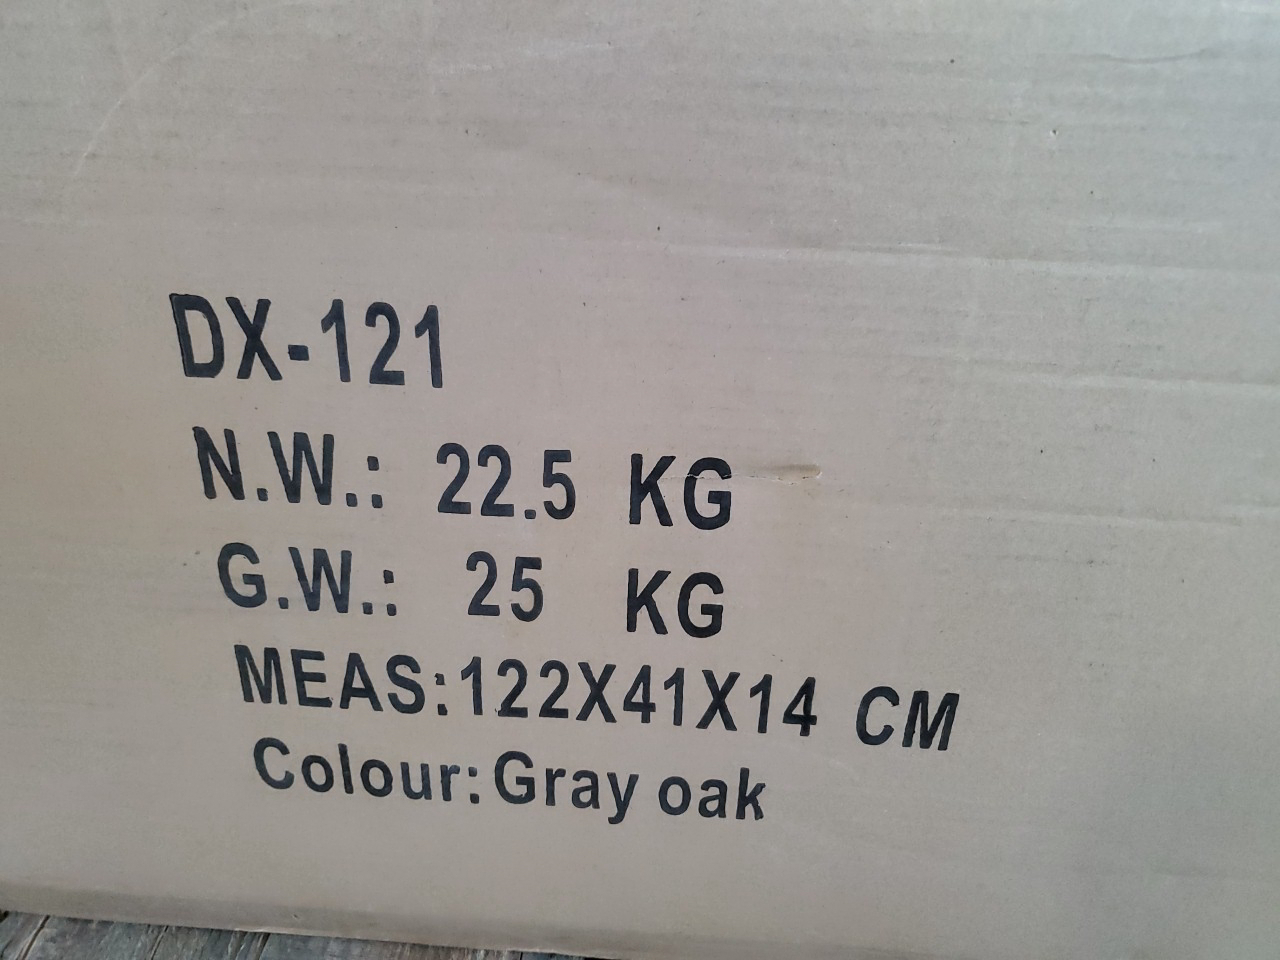 DX-121
N.W.: 22.5 KG
G.W.: 25 KG
MEAS:122X41X14 CM
Colour:Gray oak